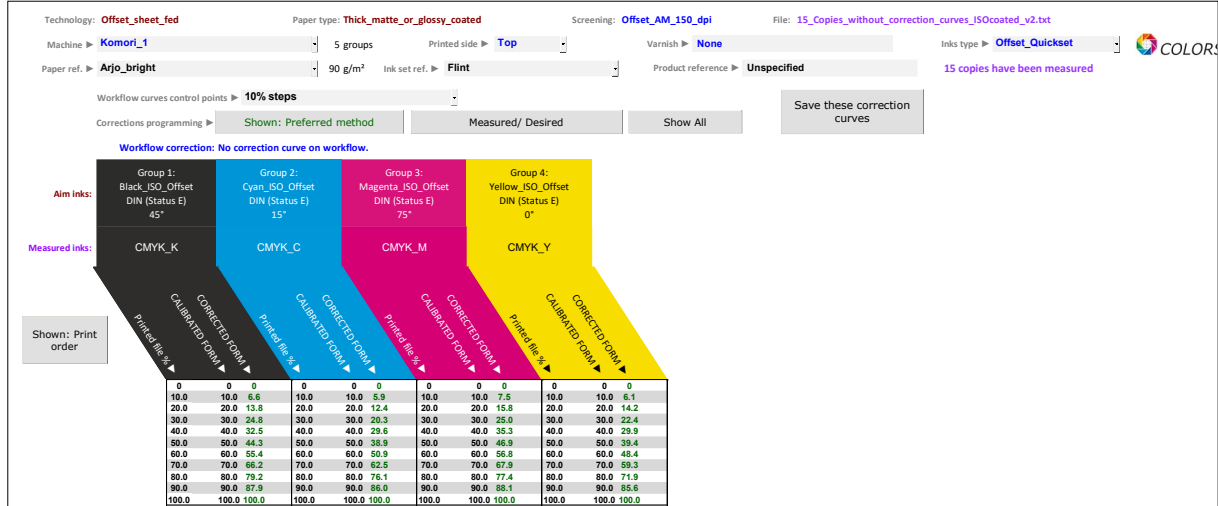 Technology: Offset_sheet_fed Paper type: Thick_matte_or_glossy_coated Screening: Offset_AM_150_dpi File: 15_Copies_without_correction_curves_ISOcoated_v2.txt
Machine ▶ Komori_1 5 groups Printed side ▶ Top Varnish ▶ None Inks type ▶ Offset_Quickset COLORS
Paper ref. ▶ Arjo_bright 90 g/m² Ink set ref. ▶ Flint Product reference ▶ Unspecified 15 copies have been measured
Workflow curves control points ▶ 10% steps
Save these correction curves
Corrections programming ▶ Shown: Preferred method Measured/ Desired Show All
Workflow correction: No correction curve on workflow.
Group 1: Group 2: Group 3: Group 4:
Aim inks: Black_ISO_Offset Cyan_ISO_Offset Magenta_ISO_Offset Yellow_ISO_Offset
DIN (Status E) DIN (Status E) DIN (Status E) DIN (Status E)
45° 15° 75° 0°
Measured inks: CMYK_K CMYK_C CMYK_M CMYK_Y
Printed file % ▼ CALIBRATED FORM ▼ CORRECTED FORM ▼ Printed file % ▼ CALIBRATED FORM ▼ CORRECTED FORM ▼ Printed file % ▼ CALIBRATED FORM ▼ CORRECTED FORM ▼ Printed file % ▼ CALIBRATED FORM ▼ CORRECTED FORM ▼
Shown: Print order
0 0 0 0 0 0 0 0 0 0 0 0
10.0 10.0 6.6 10.0 10.0 5.9 10.0 10.0 7.5 10.0 10.0 6.1
20.0 20.0 13.8 20.0 20.0 12.4 20.0 20.0 15.8 20.0 20.0 14.2
30.0 30.0 24.8 30.0 30.0 20.3 30.0 30.0 25.0 30.0 30.0 22.4
40.0 40.0 32.5 40.0 40.0 29.6 40.0 40.0 35.3 40.0 40.0 29.9
50.0 50.0 44.3 50.0 50.0 38.9 50.0 50.0 46.9 50.0 50.0 39.4
60.0 60.0 55.4 60.0 60.0 50.9 60.0 60.0 56.8 60.0 60.0 48.4
70.0 70.0 66.2 70.0 70.0 62.5 70.0 70.0 67.9 70.0 70.0 59.3
80.0 80.0 79.2 80.0 80.0 76.1 80.0 80.0 77.4 80.0 80.0 71.9
90.0 90.0 87.9 90.0 90.0 86.0 90.0 90.0 88.1 90.0 90.0 85.6
100.0 100.0 100.0 100.0 100.0 100.0 100.0 100.0 100.0 100.0 100.0 100.0